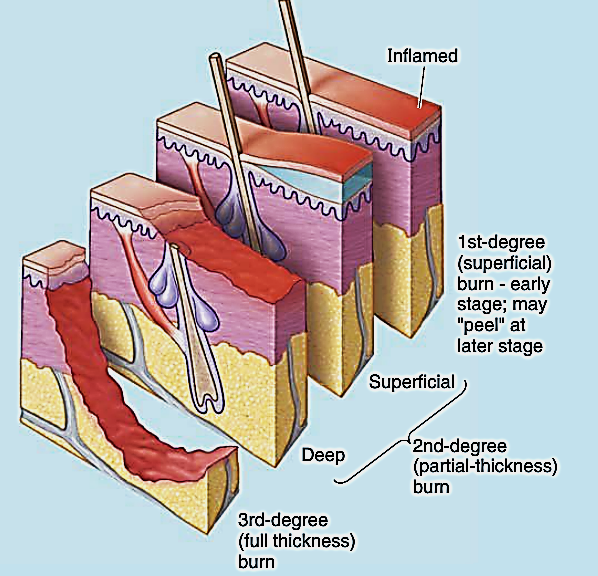 Inflamed
1st-degree
(superficial)
burn - early
stage; may
"peel" at
later stage
Superficial
2nd-degree
(partial-thickness)
burn
Deep
3rd-degree
(full thickness)
burn